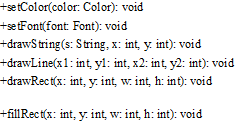 +setColor(color: Color): void
+setFont(font: Font): void
+drawString(s: String, x: int, y: int): void
+drawLine(x1: int, y1: int, x2: int, y2: int): void
+drawRect(x: int, y: int, w: int, h: int): void
+fillRect(x: int, y: int, w: int, h: int): void